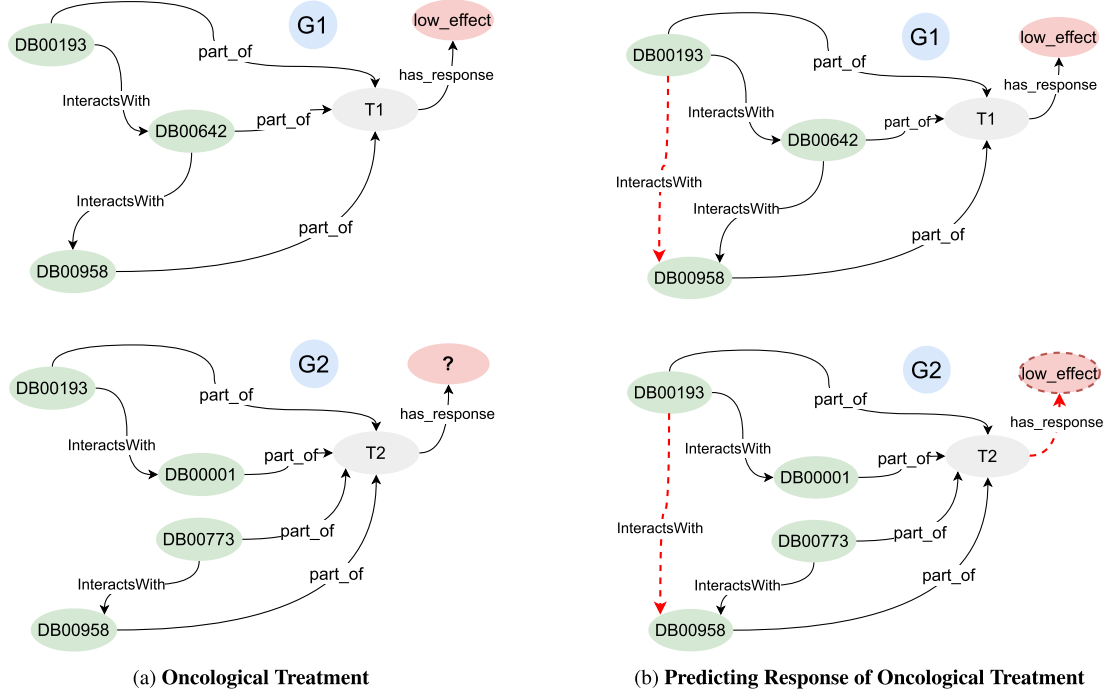 G1
low_effect
DB00193
part_of
has_response
InteractsWith
T1
DB00642
part_of
InteractsWith
part_of
DB00958
G2
?
DB00193
part_of
has_response
InteractsWith
T2
part_of
DB00001
DB00773
part_of
InteractsWith
part_of
DB00958
(a) Oncological Treatment
G1
low_effect
DB00193
part_of
has_response
InteractsWith
T1
part_of
DB00642
InteractsWith
InteractsWith
part_of
DB00958
G2
low_effect
DB00193
part_of
has_response
InteractsWith
T2
part_of
DB00001
InteractsWith
DB00773
part_of
InteractsWith
part_of
DB00958
(b) Predicting Response of Oncological Treatment